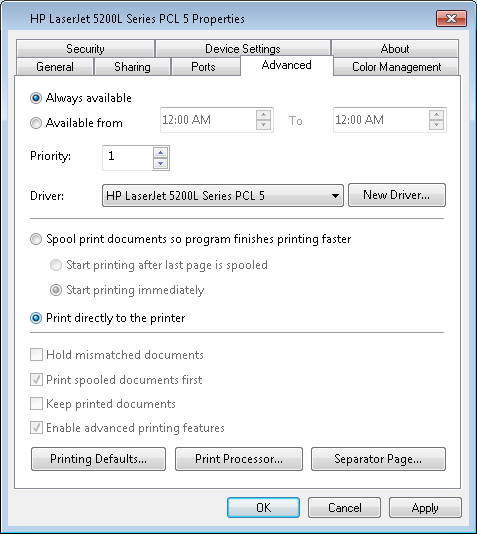 HP LaserJet 5200L Series PCL 5 Properties
Security Device Settings About
General Sharing Ports Advanced Color Management
Always available
Available from 12:00 AM To 12:00 AM
Priority: 1
Driver: HP LaserJet 5200L Series PCL 5 New Driver...
Spool print documents so program finishes printing faster
Start printing after last page is spooled
Start printing immediately
Print directly to the printer
Hold mismatched documents
Print spooled documents first
Keep printed documents
Enable advanced printing features
Printing Defaults... Print Processor... Separator Page...
OK Cancel Apply